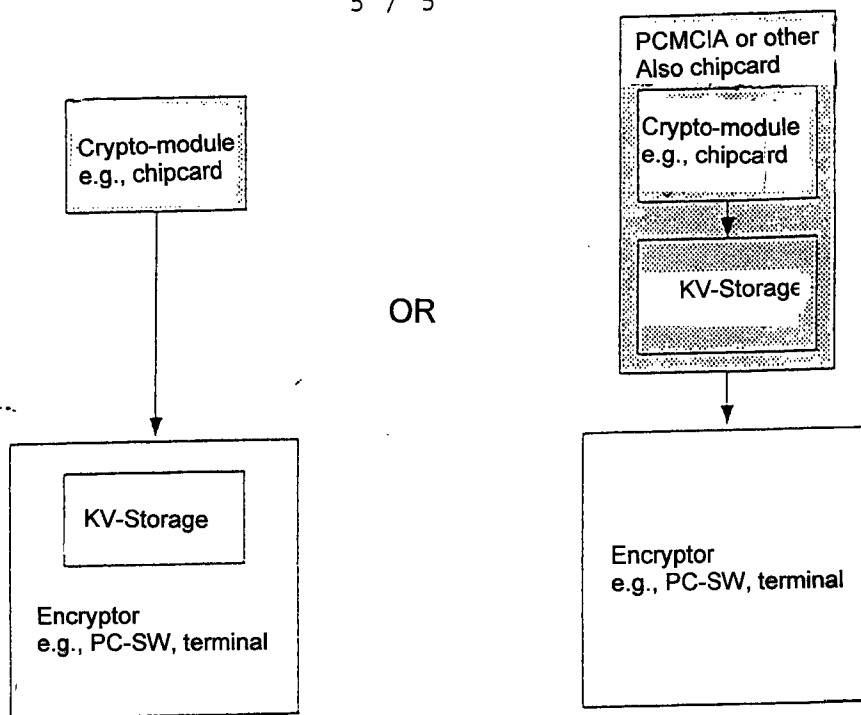 5 / 5
Crypto-module
e.g., chipcard
KV-Storage
Encryptor
e.g., PC-SW, terminal
OR
PCMCIA or other
Also chipcard
Crypto-module
e.g., chipcard
KV-Storage
Encryptor
e.g., PC-SW, terminal